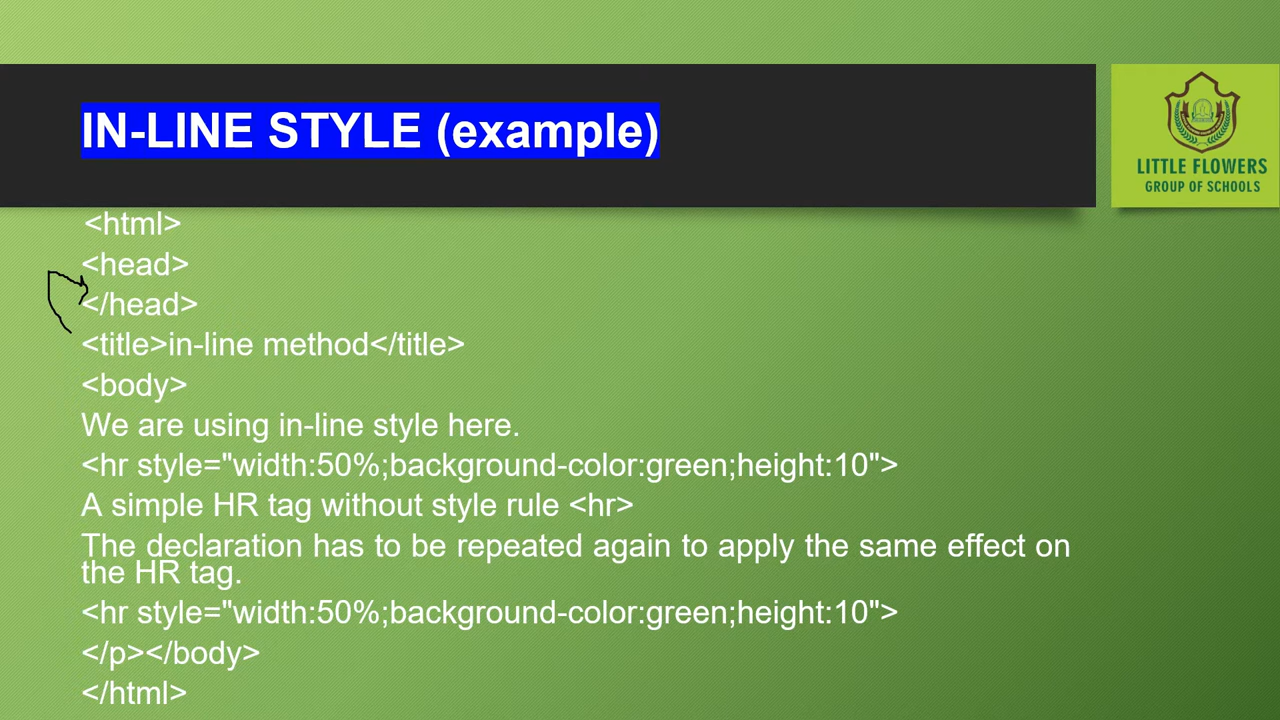 IN-LINE STYLE (example)
LITTLE FLOWERS
GROUP OF SCHOOLS
<html>
<head>
</head>
<title>in-line method</title>
<body>
We are using in-line style here.
<hr style="width:50%;background-color:green;height:10">
A simple HR tag without style rule <hr>
The declaration has to be repeated again to apply the same effect on
the HR tag.
<hr style="width:50%;background-color:green;height:10">
</p></body>
</html>